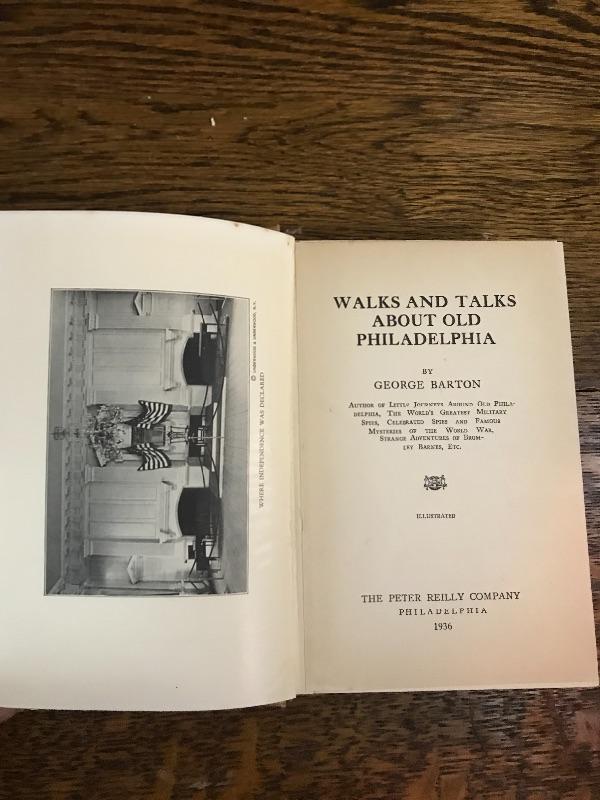 WHERE INDEPENDENCE WAS DECLARED
© UNDERWOOD & UNDERWOOD, N.Y.
WALKS AND TALKS
ABOUT OLD
PHILADELPHIA
BY
GEORGE BARTON
AUTHOR OF LITTLE JOURNEYS AROUND OLD PHILA-
DELPHIA, THE WORLD'S GREATEST MILITARY
SPIES, CELEBRATED SPIES AND FAMOUS
MYSTERIES OF THE WORLD WAR,
STRANGE ADVENTURES OF BROM-
LEY BARNES, ETC.
ILLUSTRATED
THE PETER REILLY COMPANY
PHILADELPHIA
1936